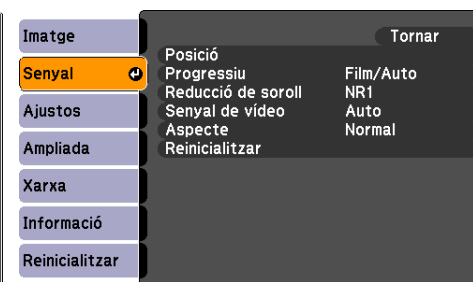 Imatge
Senyal
Ajustos
Ampliada
Xarxa
Informació
Reinicialitzar
Tornar
Posició
Progressiu Film/Auto
Reducció de soroll NR1
Senyal de vídeo Auto
Aspecte Normal
Reinicialitzar